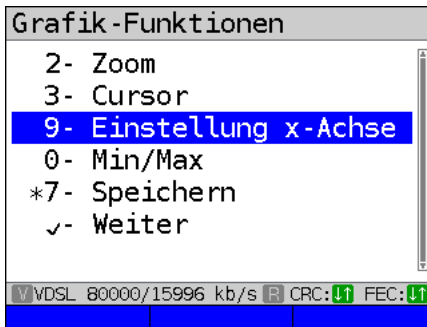 Grafik-Funktionen
2- Zoom
3- Cursor
9- Einstellung x-Achse
0- Min/Max
*7- Speichern
✓- Weiter
V VDSL 80000/15996 kb/s R CRC:↓↑ FEC:↓↑